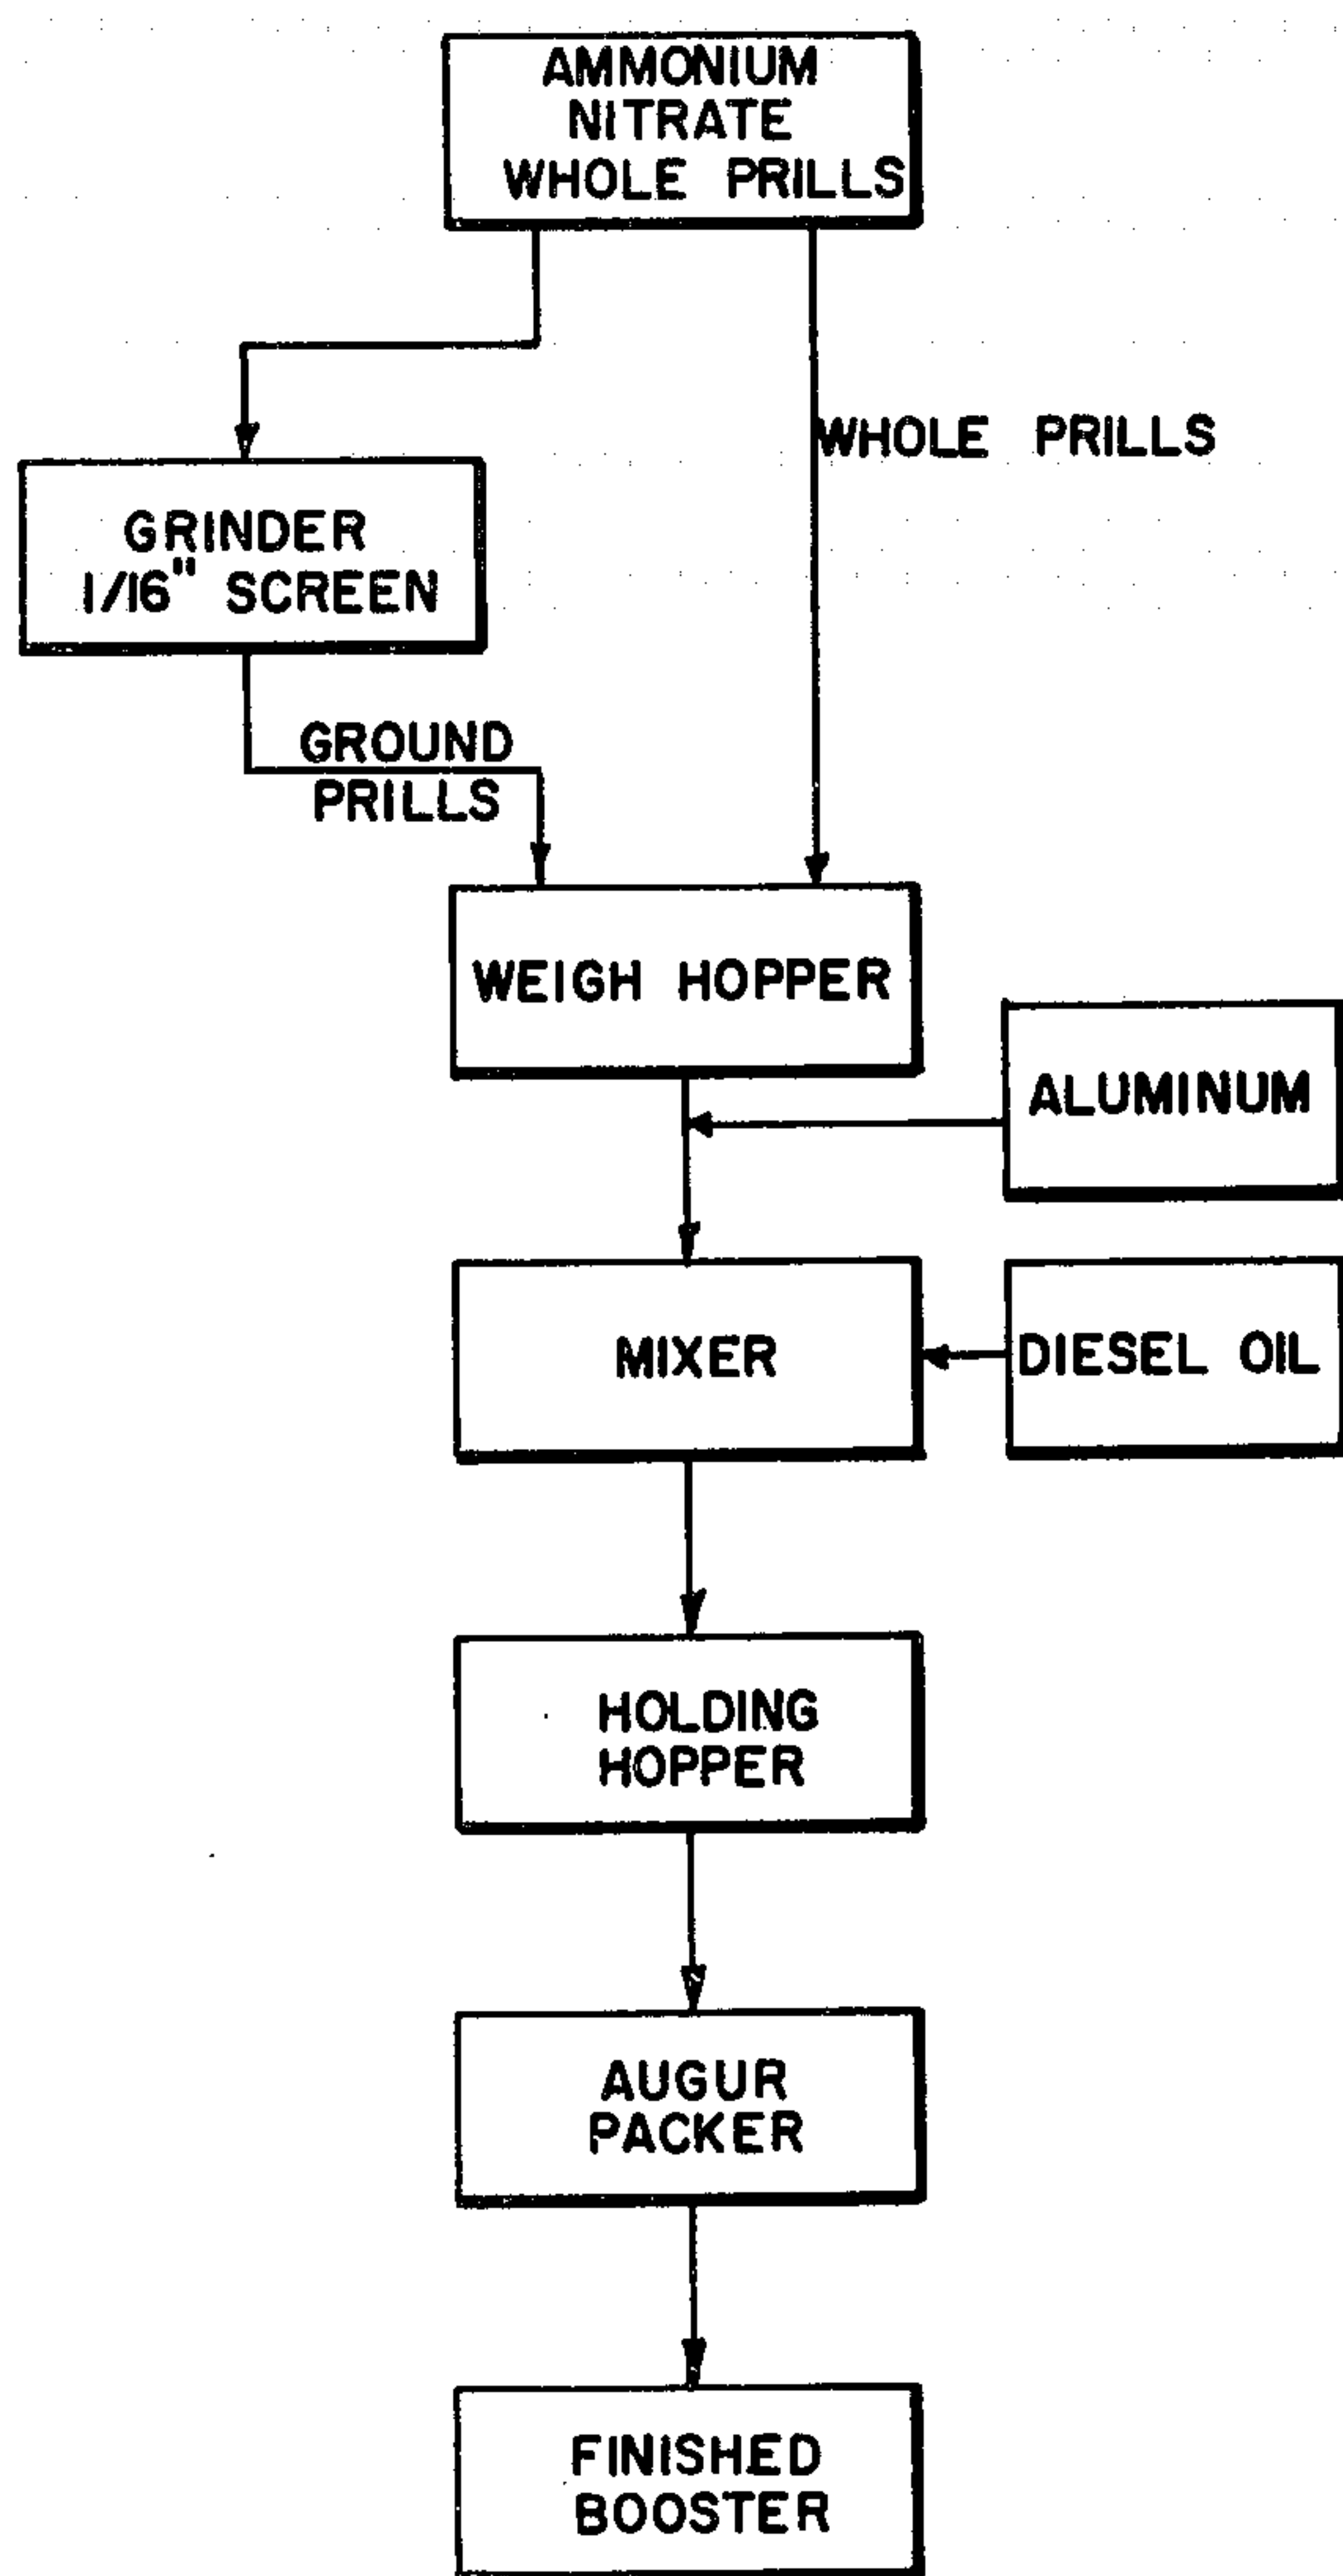 AMMONIUM
NITRATE
WHOLE PRILLS
WHOLE PRILLS
GRINDER
1/16" SCREEN
GROUND
PRILLS
WEIGH HOPPER
ALUMINUM
MIXER
DIESEL OIL
HOLDING
HOPPER
AUGUR
PACKER
FINISHED
BOOSTER